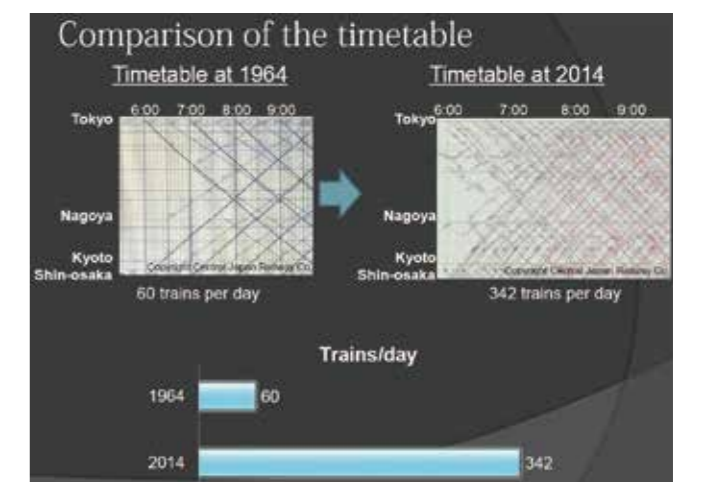 Comparison of the timetable
Timetable at 1964
6:00 7:00 8:00 9:00
Tokyo
Nagoya
Kyoto
Shin-osaka
Copyright Central Japan Railway Co
60 trains per day
Timetable at 2014
6:00 7:00 8:00 9:00
Tokyo
Nagoya
Kyoto
Shin-osaka
Copyright Central Japan Railway Co
342 trains per day
Trains/day
1964 60
2014 342